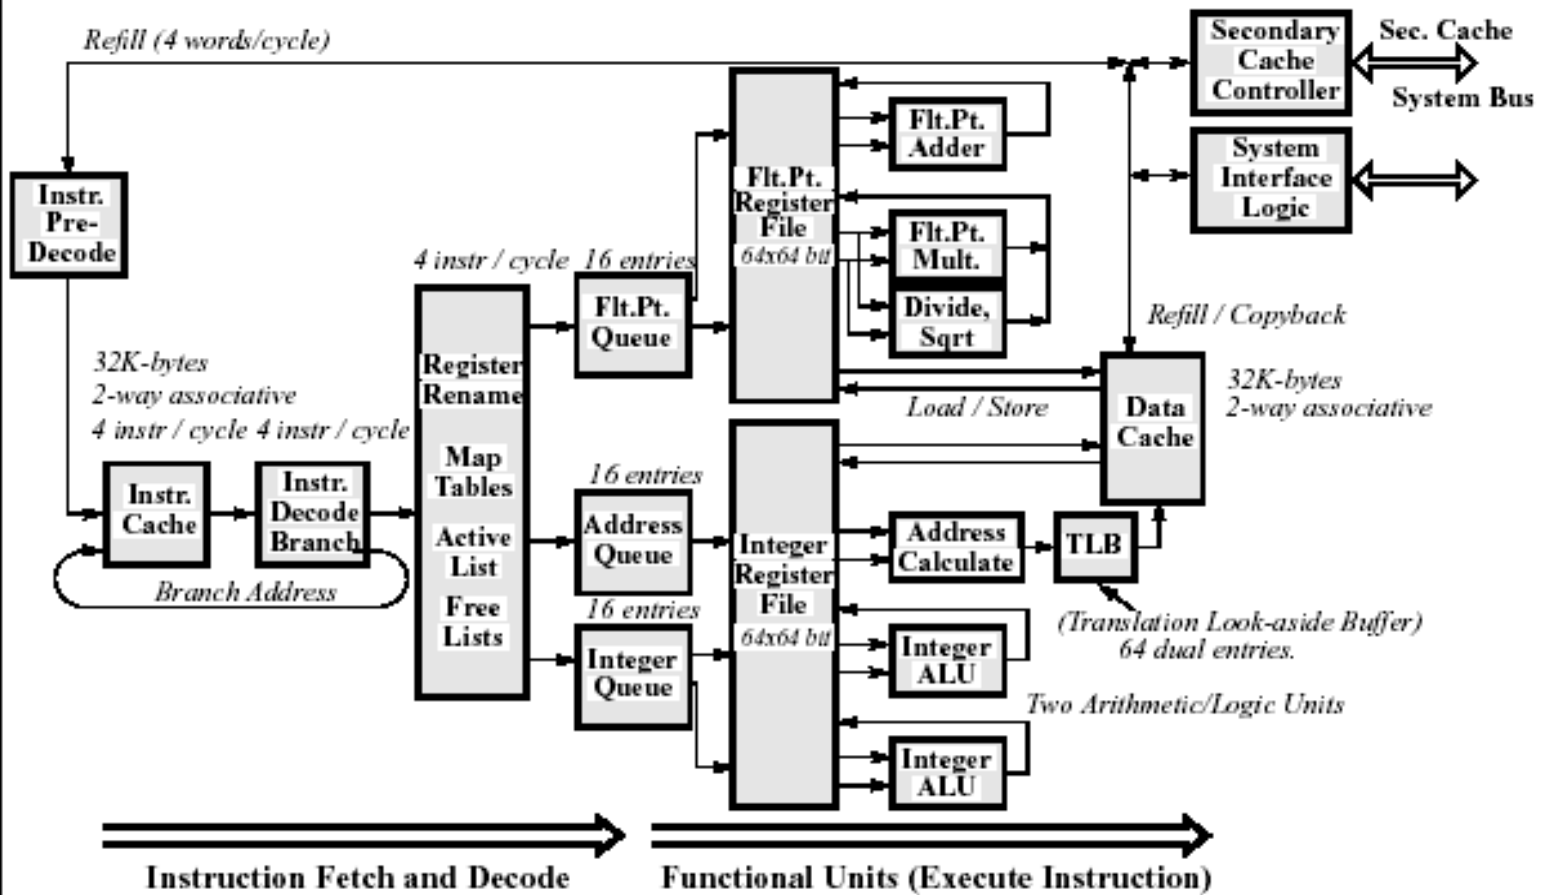 Refill (4 words/cycle)
Secondary
Cache
Controller
Sec. Cache
System Bus
System
Interface
Logic
Instr.
Pre-
Decode
Flt.Pt.
Adder
Flt.Pt.
Register
File
64x64 bit
Flt.Pt.
Mult.
Divide,
Sqrt
4 instr / cycle
16 entries
Flt.Pt.
Queue
Refill / Copyback
32K-bytes
2-way associative
4 instr / cycle 4 instr / cycle
Register
Rename
Map
Tables
Active
List
Free
Lists
Load / Store
Data
Cache
32K-bytes
2-way associative
Instr.
Cache
Instr.
Decode
Branch
Branch Address
16 entries
Address
Queue
16 entries
Integer
Queue
Integer
Register
File
64x64 bit
Address
Calculate
TLB
(Translation Look-aside Buffer)
64 dual entries.
Integer
ALU
Two Arithmetic/Logic Units
Integer
ALU
Instruction Fetch and Decode
Functional Units (Execute Instruction)